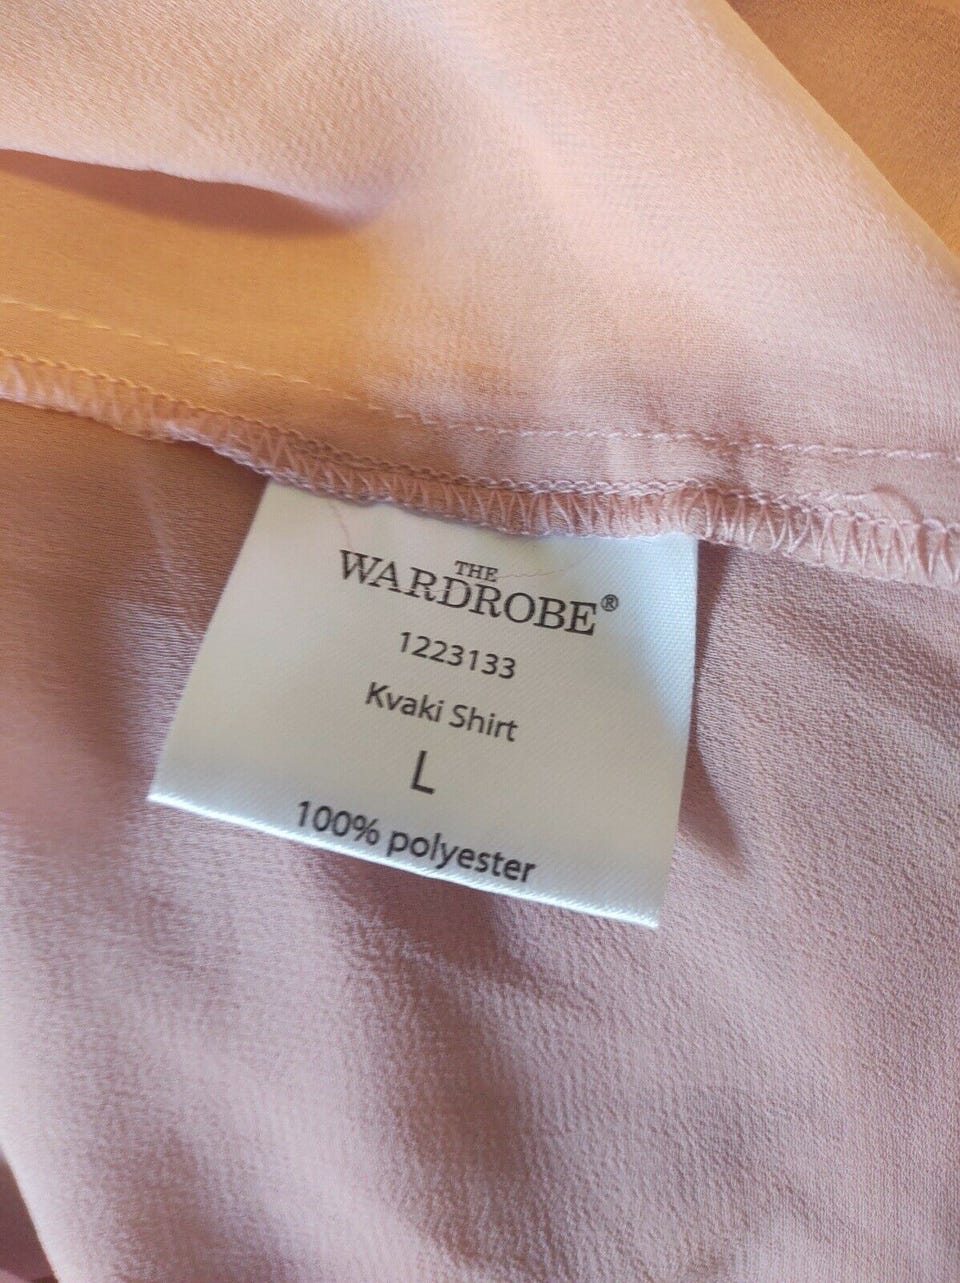 THE
WARDROBE®
1223133
Kvaki Shirt
L
100% polyester